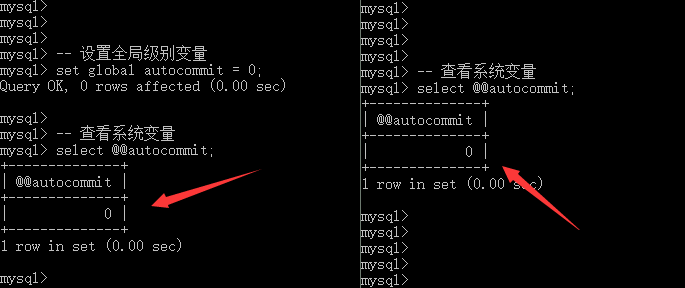 mysql>
mysql>
mysql>
mysql> -- 设置全局级别变量
mysql> set global autocommit = 0;
Query OK, 0 rows affected (0.00 sec)
mysql>
mysql> -- 查看系统变量
mysql> select @@autocommit;
+--------------+
| @@autocommit |
+--------------+
|            0 |
+--------------+
1 row in set (0.00 sec)
mysql>
mysql>
mysql>
mysql>
mysql>
mysql> -- 查看系统变量
mysql> select @@autocommit;
+--------------+
| @@autocommit |
+--------------+
|            0 |
+--------------+
1 row in set (0.00 sec)
mysql>
mysql>
mysql>
mysql>
mysql>